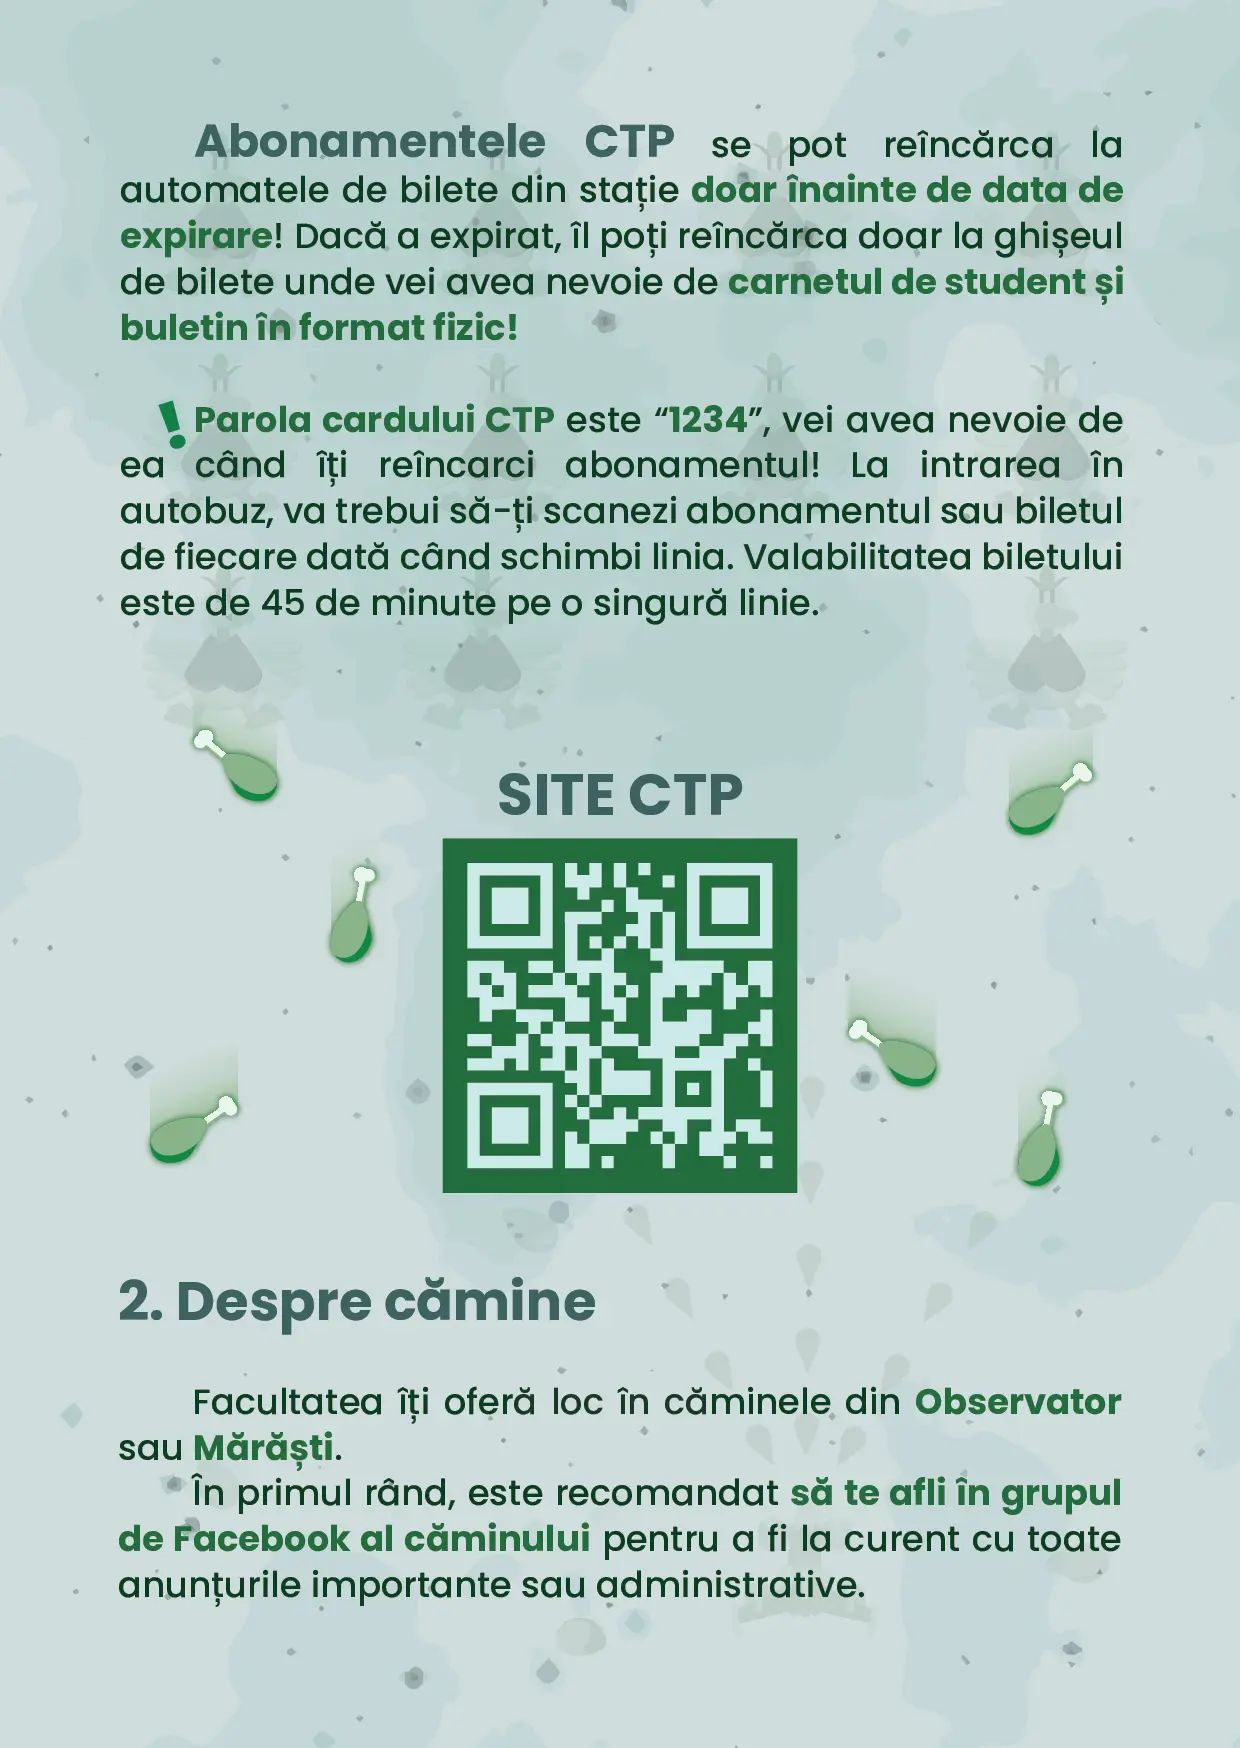 Abonamentele CTP se pot reîncărca la
automatele de bilete din stație doar înainte de data de
expirare! Dacă a expirat, îl poți reîncărca doar la ghișeul
de bilete unde vei avea nevoie de carnetul de student și
buletin în format fizic!
! Parola cardului CTP este “1234”, vei avea nevoie de
ea când îți reîncarci abonamentul! La intrarea în
autobuz, va trebui să-ți scanezi abonamentul sau biletul
de fiecare dată când schimbi linia. Valabilitatea biletului
este de 45 de minute pe o singură linie.
SITE CTP
2. Despre cămine
Facultatea îți oferă loc în căminele din Observator
sau Mărăști.
În primul rând, este recomandat să te afli în grupul
de Facebook al căminului pentru a fi la curent cu toate
anunțurile importante sau administrative.